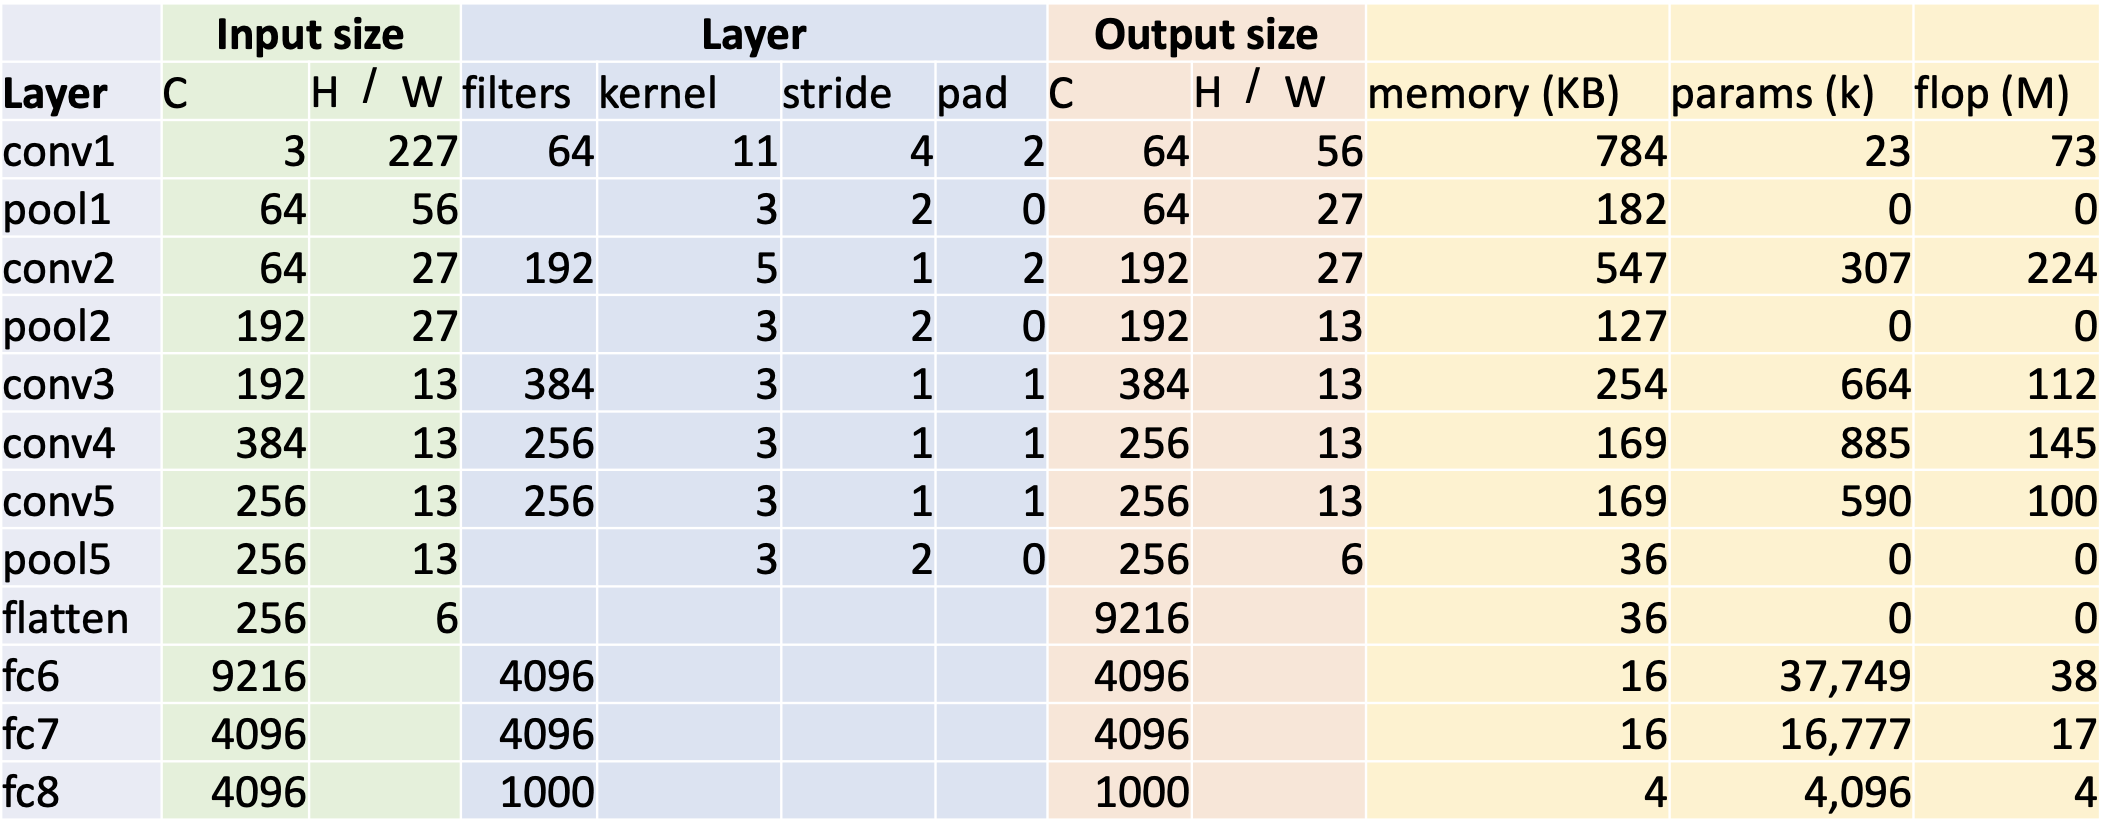 Input size Layer Output size
Layer C H / W filters kernel stride pad C H / W memory (KB) params (k) flop (M)
conv1 3 227 64 11 4 2 64 56 784 23 73
pool1 64 56 3 2 0 64 27 182 0 0
conv2 64 27 192 5 1 2 192 27 547 307 224
pool2 192 27 3 2 0 192 13 127 0 0
conv3 192 13 384 3 1 1 384 13 254 664 112
conv4 384 13 256 3 1 1 256 13 169 885 145
conv5 256 13 256 3 1 1 256 13 169 590 100
pool5 256 13 3 2 0 256 6 36 0 0
flatten 256 6 9216 36 0 0
fc6 9216 4096 4096 16 37,749 38
fc7 4096 4096 4096 16 16,777 17
fc8 4096 1000 1000 4 4,096 4